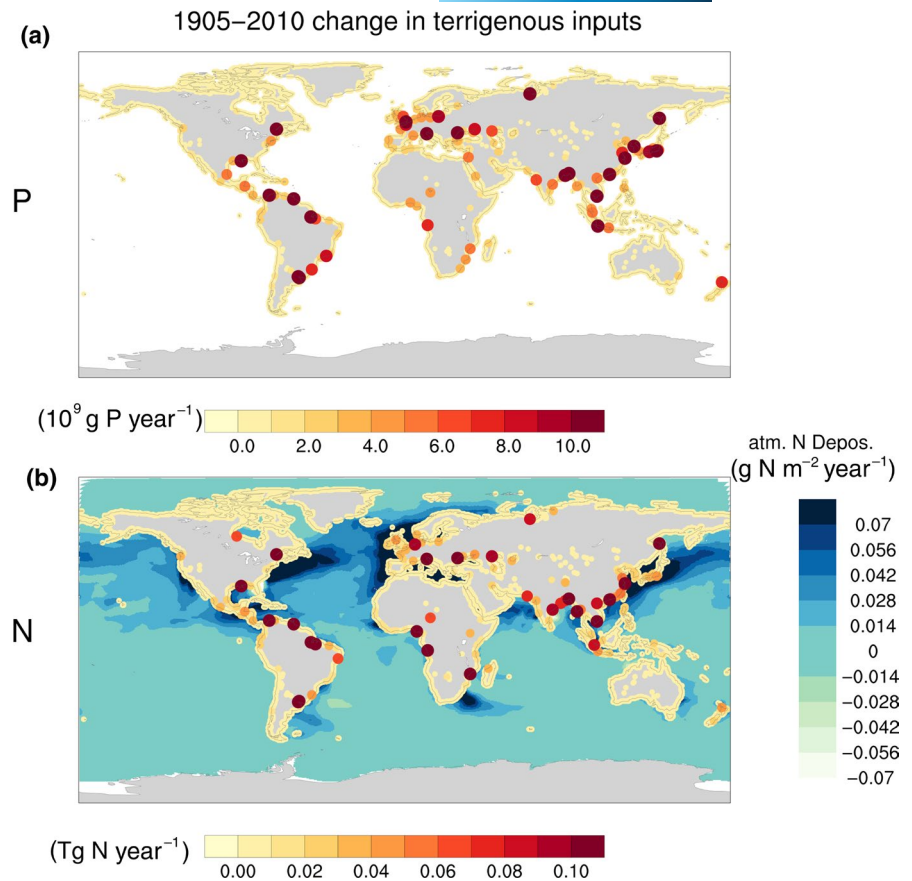 1905–2010 change in terrigenous inputs
(a)
P
(10⁹ g P year⁻¹)
0.0 2.0 4.0 6.0 8.0 10.0
atm. N Depos.
(g N m⁻² year⁻¹)
(b)
N
0.07
0.056
0.042
0.028
0.014
0
−0.014
−0.028
−0.042
−0.056
−0.07
(Tg N year⁻¹)
0.00 0.02 0.04 0.06 0.08 0.10